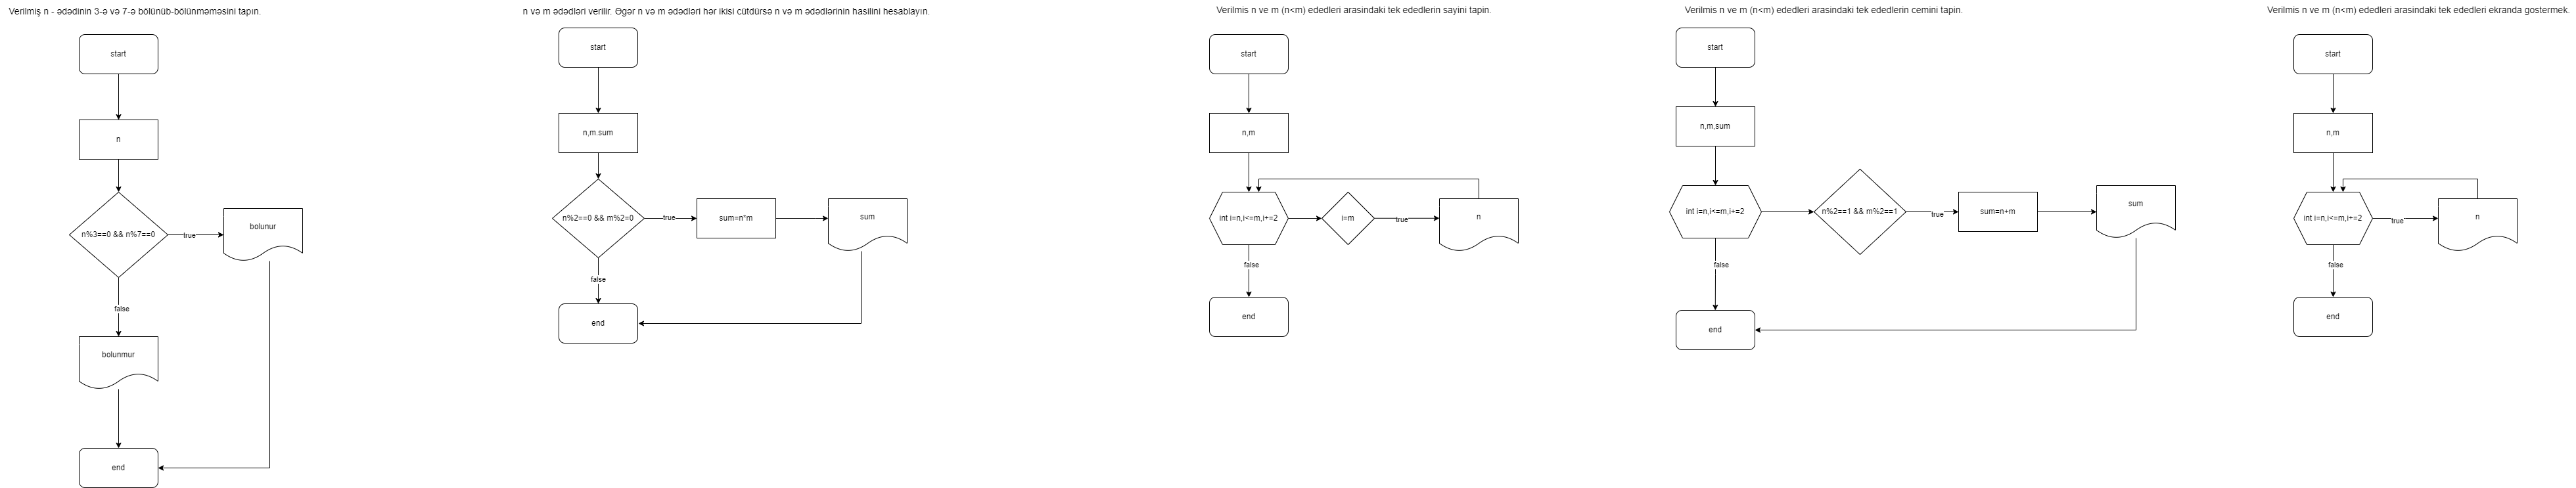 Verilmiş n - ədədinin 3-ə və 7-ə bölünüb-bölünməməsini tapın.
start
n
n%3==0 && n%7==0
true
bolunur
false
bolunmur
end
n və m ədədləri verilir. Əgər n və m ədədləri hər ikisi cütdürsə n və m ədədlərinin hasilini hesablayın.
start
n,m.sum
n%2==0 && m%2=0
true
sum=n*m
sum
false
end
Verilmis n ve m (n<m) ededleri arasindaki tek ededlerin sayini tapin.
start
n,m
int i=n,i<=m,i+=2
i=m
true
n
false
end
Verilmis n ve m (n<m) ededleri arasindaki tek ededlerin cemini tapin.
start
n,m,sum
int i=n,i<=m,i+=2
n%2==1 && m%2==1
true
sum=n+m
sum
false
end
Verilmis n ve m (n<m) ededleri arasindaki tek ededleri ekranda gostermek.
start
n,m
int i=n,i<=m,i+=2
true
n
false
end